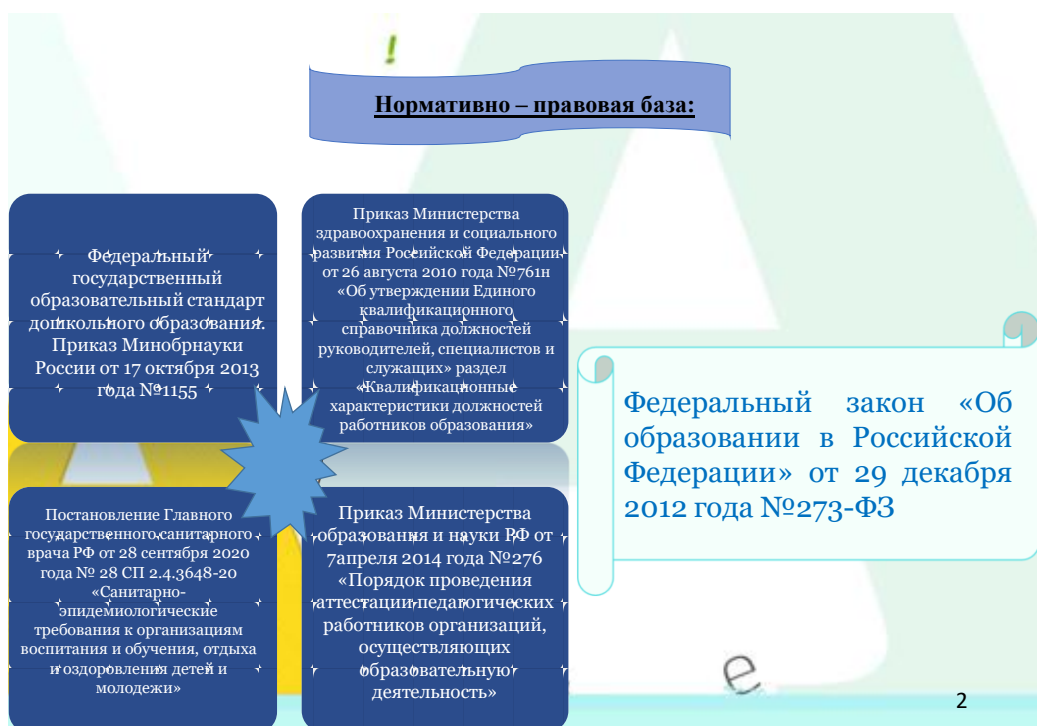 !
Нормативно – правовая база:
Федеральный
государственный
образовательный стандарт
дошкольного образования.
Приказ Минобрнауки
России от 17 октября 2013
года №1155
Приказ Министерства
здравоохранения и социального
развития Российской Федерации
от 26 августа 2010 года №761н
«Об утверждении Единого
квалификационного
справочника должностей
руководителей, специалистов и
служащих» раздел
«Квалификационные
характеристики должностей
работников образования»
Постановление Главного
государственного санитарного
врача РФ от 28 сентября 2020
года № 28 СП 2.4.3648-20
«Санитарно-
эпидемиологические
требования к организациям
воспитания и обучения, отдыха
и оздоровления детей и
молодежи»
Приказ Министерства
образования и науки РФ от
7апреля 2014 года №276
«Порядок проведения
аттестации педагогических
работников организаций,
осуществляющих
образовательную
деятельность»
Федеральный закон «Об
образовании в Российской
Федерации» от 29 декабря
2012 года №273-ФЗ
е
2